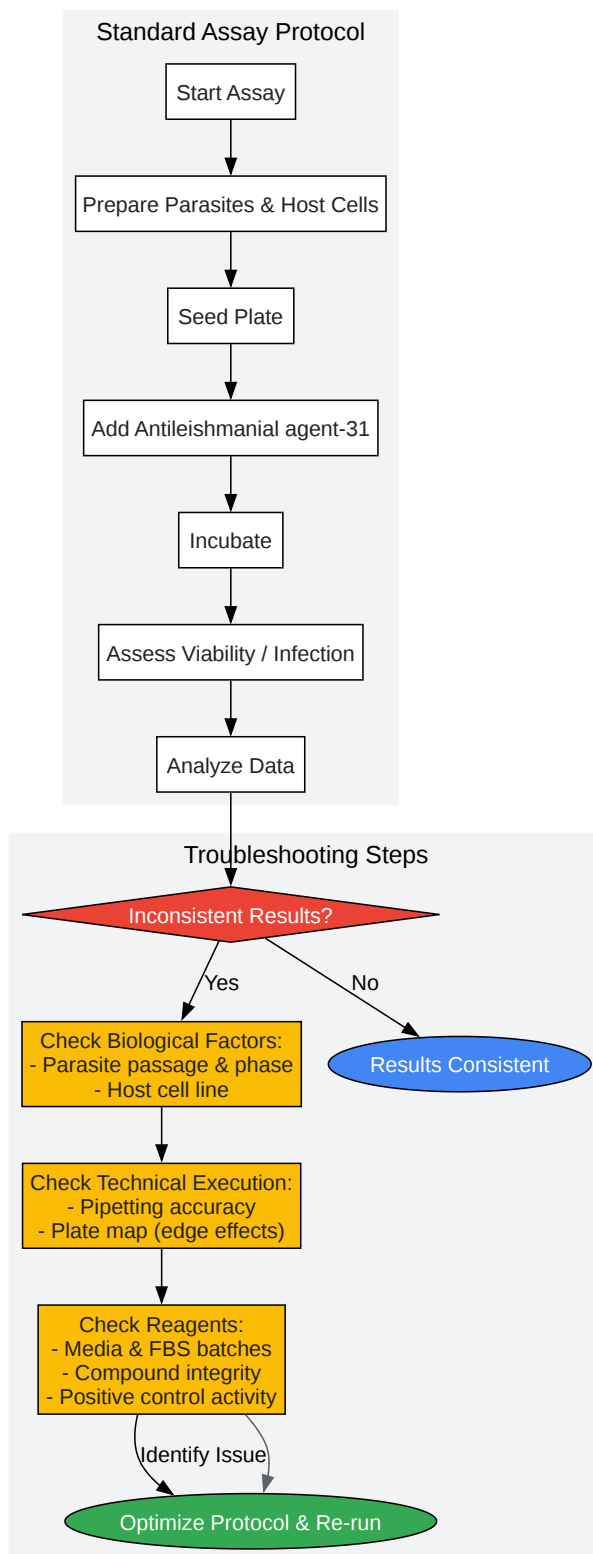 Standard Assay Protocol
Start Assay
Prepare Parasites & Host Cells
Seed Plate
Add Antileishmanial agent-31
Incubate
Assess Viability / Infection
Analyze Data
Troubleshooting Steps
Inconsistent Results?
Yes
No
Check Biological Factors:
- Parasite passage & phase
- Host cell line
Results Consistent
Check Technical Execution:
- Pipetting accuracy
- Plate map (edge effects)
Check Reagents:
- Media & FBS batches
- Compound integrity
- Positive control activity
Identify Issue
Optimize Protocol & Re-run